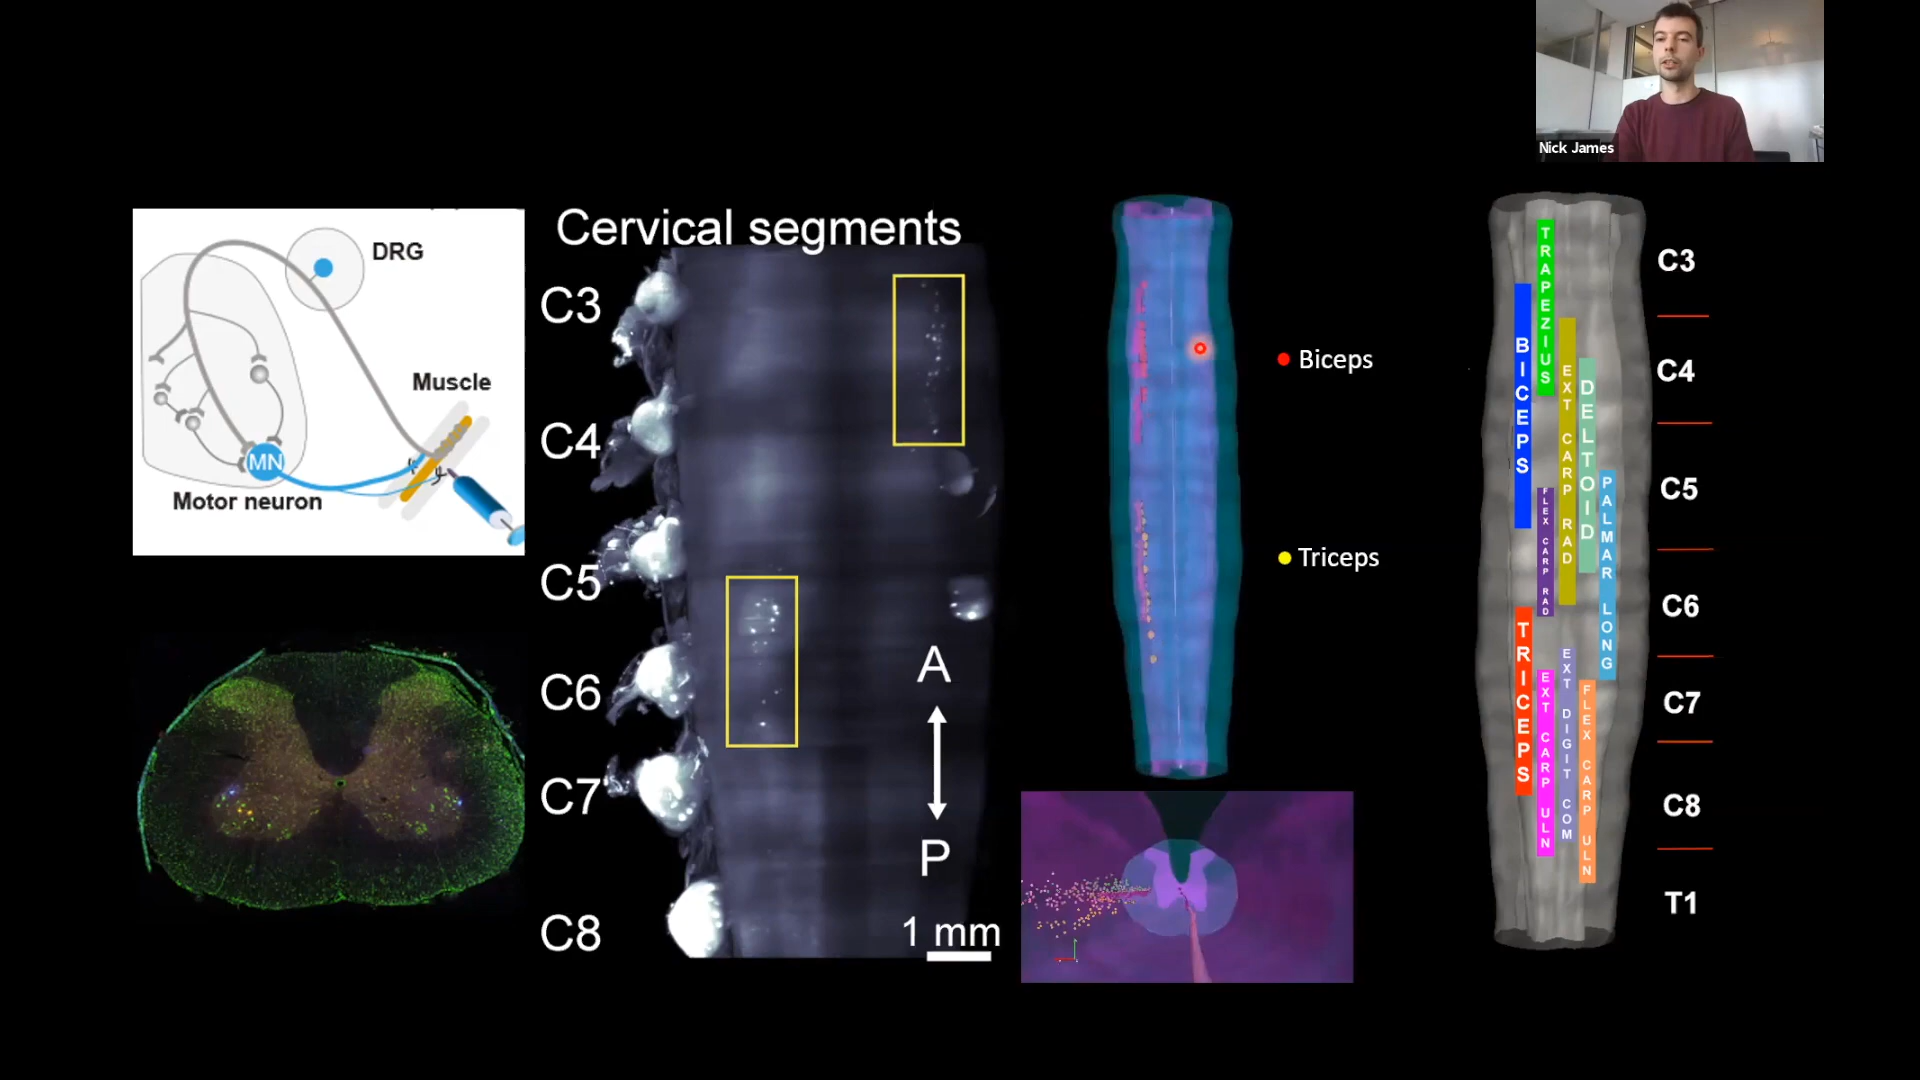 Nick James
DRG
Muscle
MN
Motor neuron
Cervical segments
C3
C4
C5
C6
C7
C8
A
P
1 mm
Biceps
Triceps
TRAPEZIUS
BICEPS
EXT CARP RAD
DELTOID
PALMAR LONG
FLEX CARP RAD
TRICEPS
EXT CARP ULN
EXT DIGIT COM
FLEX CARP ULN
C3
C4
C5
C6
C7
C8
T1